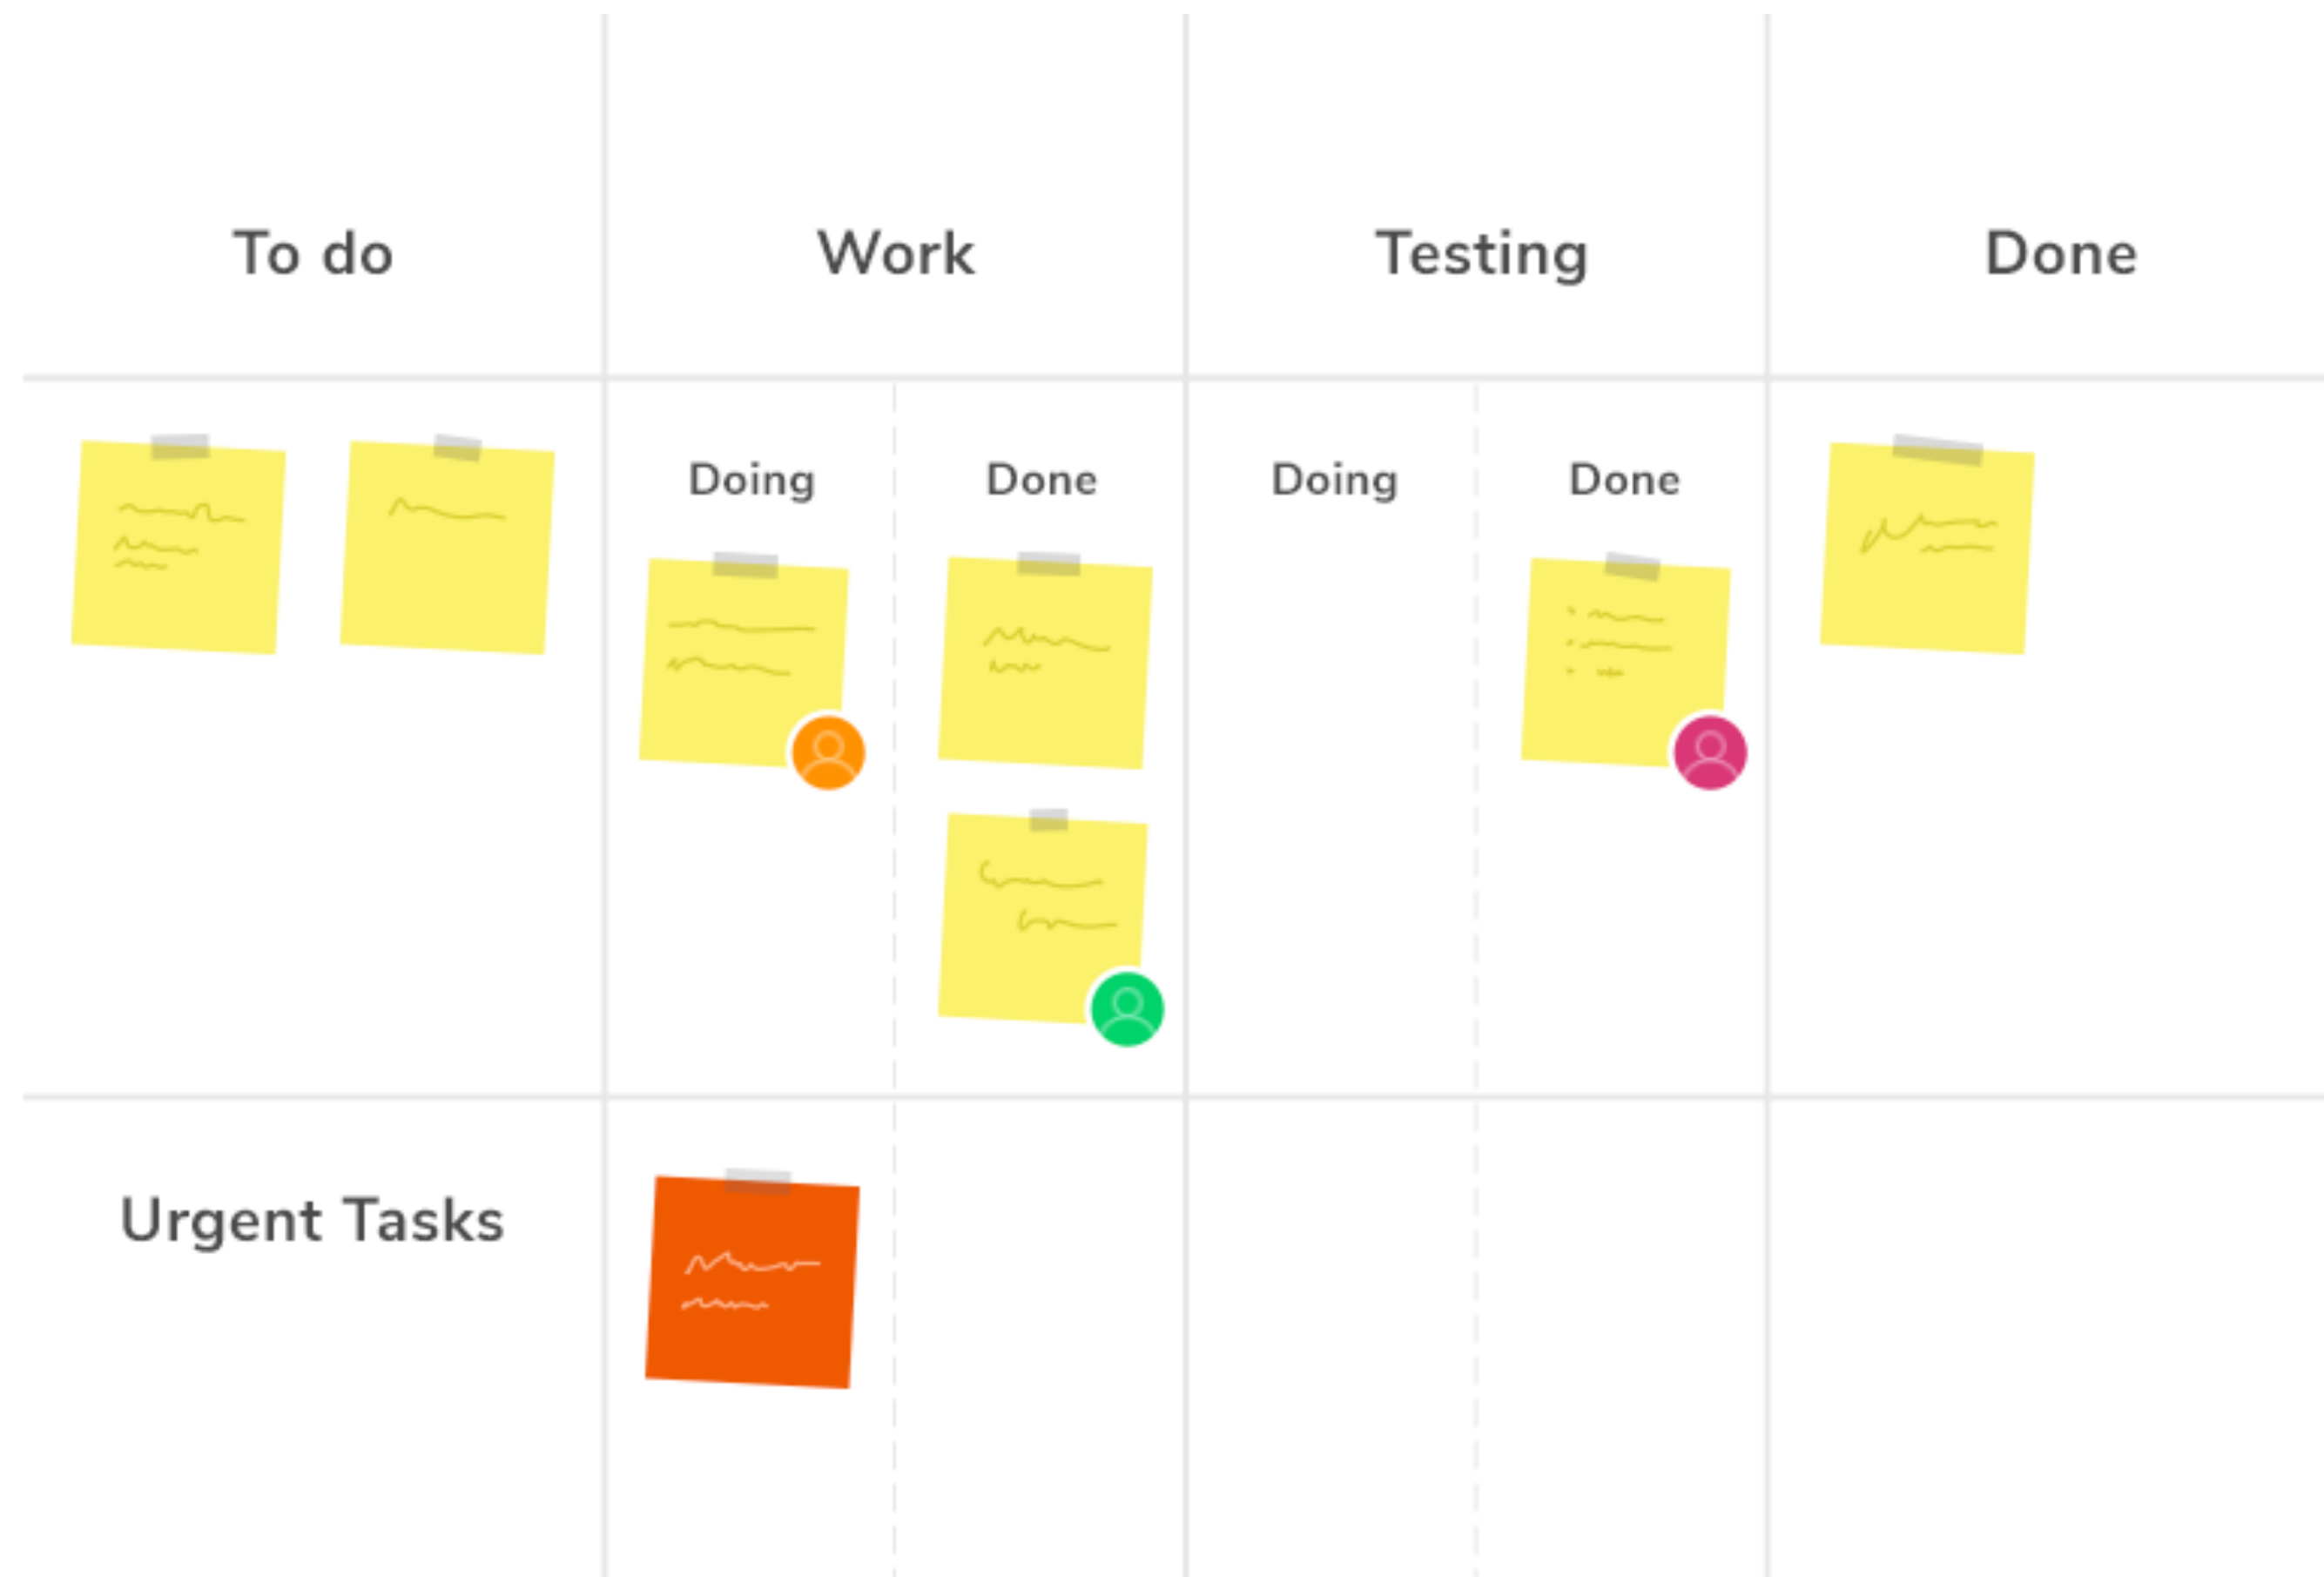 To do
Work
Testing
Done
Doing
Done
Doing
Done
Urgent Tasks